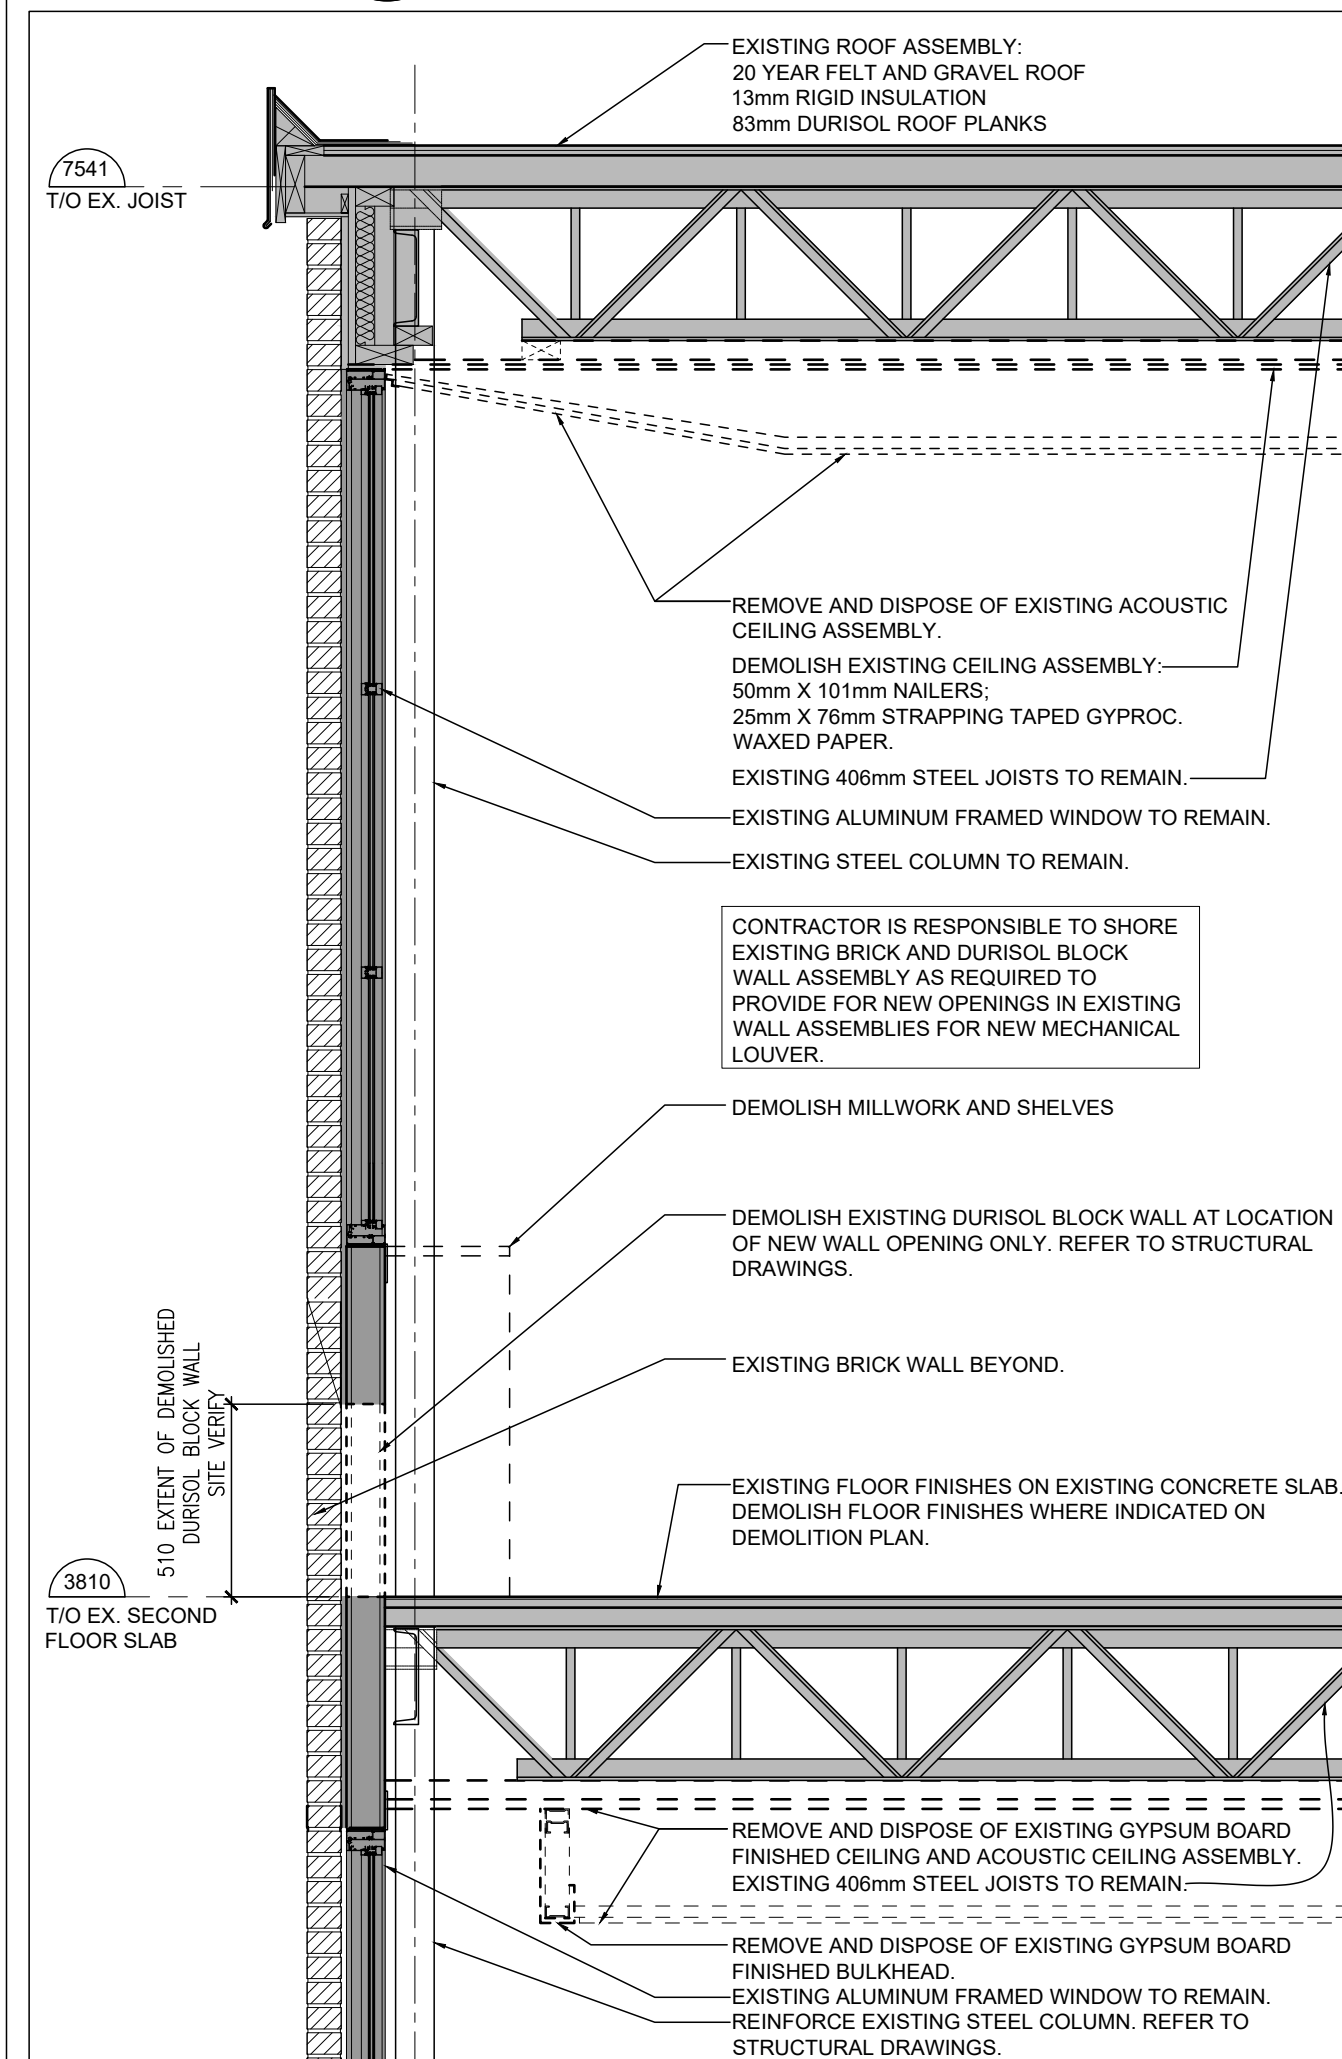 EXISTING ROOF ASSEMBLY:
20 YEAR FELT AND GRAVEL ROOF
13mm RIGID INSULATION
83mm DURISOL ROOF PLANKS
7541
T/O EX. JOIST
REMOVE AND DISPOSE OF EXISTING ACOUSTIC
CEILING ASSEMBLY.
DEMOLISH EXISTING CEILING ASSEMBLY:
50mm X 101mm NAILERS;
25mm X 76mm STRAPPING TAPED GYPROC.
WAXED PAPER.
EXISTING 406mm STEEL JOISTS TO REMAIN.
EXISTING ALUMINUM FRAMED WINDOW TO REMAIN.
EXISTING STEEL COLUMN TO REMAIN.
CONTRACTOR IS RESPONSIBLE TO SHORE
EXISTING BRICK AND DURISOL BLOCK
WALL ASSEMBLY AS REQUIRED TO
PROVIDE FOR NEW OPENINGS IN EXISTING
WALL ASSEMBLIES FOR NEW MECHANICAL
LOUVER.
DEMOLISH MILLWORK AND SHELVES
DEMOLISH EXISTING DURISOL BLOCK WALL AT LOCATION
OF NEW WALL OPENING ONLY. REFER TO STRUCTURAL
DRAWINGS.
EXISTING BRICK WALL BEYOND.
510 EXTENT OF DEMOLISHED
DURISOL BLOCK WALL
SITE VERIFY
EXISTING FLOOR FINISHES ON EXISTING CONCRETE SLAB.
DEMOLISH FLOOR FINISHES WHERE INDICATED ON
DEMOLITION PLAN.
3810
T/O EX. SECOND
FLOOR SLAB
REMOVE AND DISPOSE OF EXISTING GYPSUM BOARD
FINISHED CEILING AND ACOUSTIC CEILING ASSEMBLY.
EXISTING 406mm STEEL JOISTS TO REMAIN.
REMOVE AND DISPOSE OF EXISTING GYPSUM BOARD
FINISHED BULKHEAD.
EXISTING ALUMINUM FRAMED WINDOW TO REMAIN.
REINFORCE EXISTING STEEL COLUMN. REFER TO
STRUCTURAL DRAWINGS.